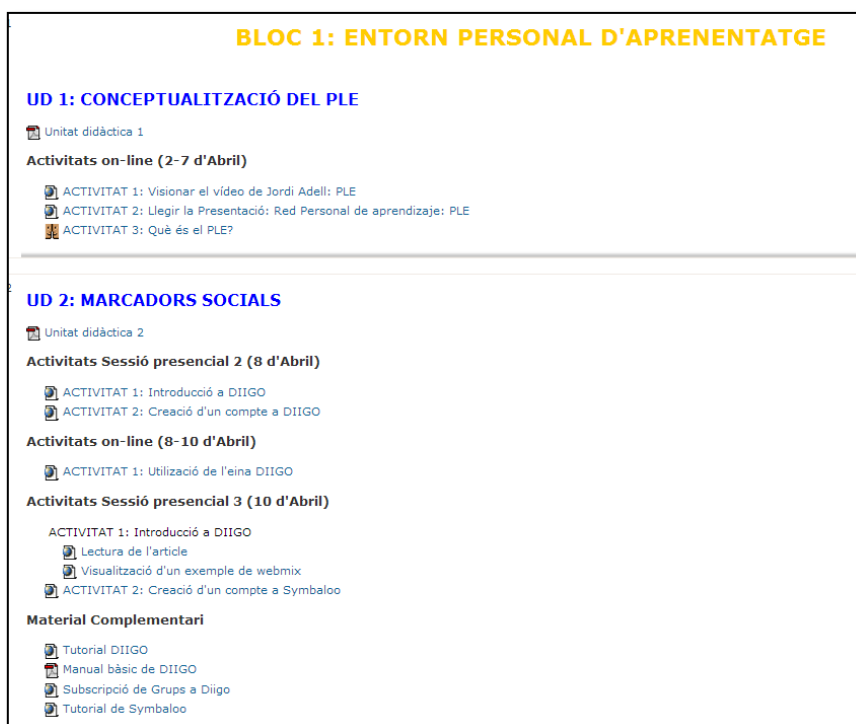 BLOC 1: ENTORN PERSONAL D'APRENENTATGE
UD 1: CONCEPTUALITZACIÓ DEL PLE
Unitat didàctica 1
Activitats on-line (2-7 d'Abril)
ACTIVITAT 1: Visionar el vídeo de Jordi Adell: PLE
ACTIVITAT 2: Llegir la Presentació: Red Personal de aprendizaje: PLE
ACTIVITAT 3: Què és el PLE?
2
UD 2: MARCADORS SOCIALS
Unitat didàctica 2
Activitats Sessió presencial 2 (8 d'Abril)
ACTIVITAT 1: Introducció a DIIGO
ACTIVITAT 2: Creació d'un compte a DIIGO
Activitats on-line (8-10 d'Abril)
ACTIVITAT 1: Utilizació de l'eina DIIGO
Activitats Sessió presencial 3 (10 d'Abril)
ACTIVITAT 1: Introducció a DIIGO
Lectura de l'article
Visualització d'un exemple de webmix
ACTIVITAT 2: Creació d'un compte a Symbaloo
Material Complementari
Tutorial DIIGO
Manual bàsic de DIIGO
Subscripció de Grups a Diigo
Tutorial de Symbaloo